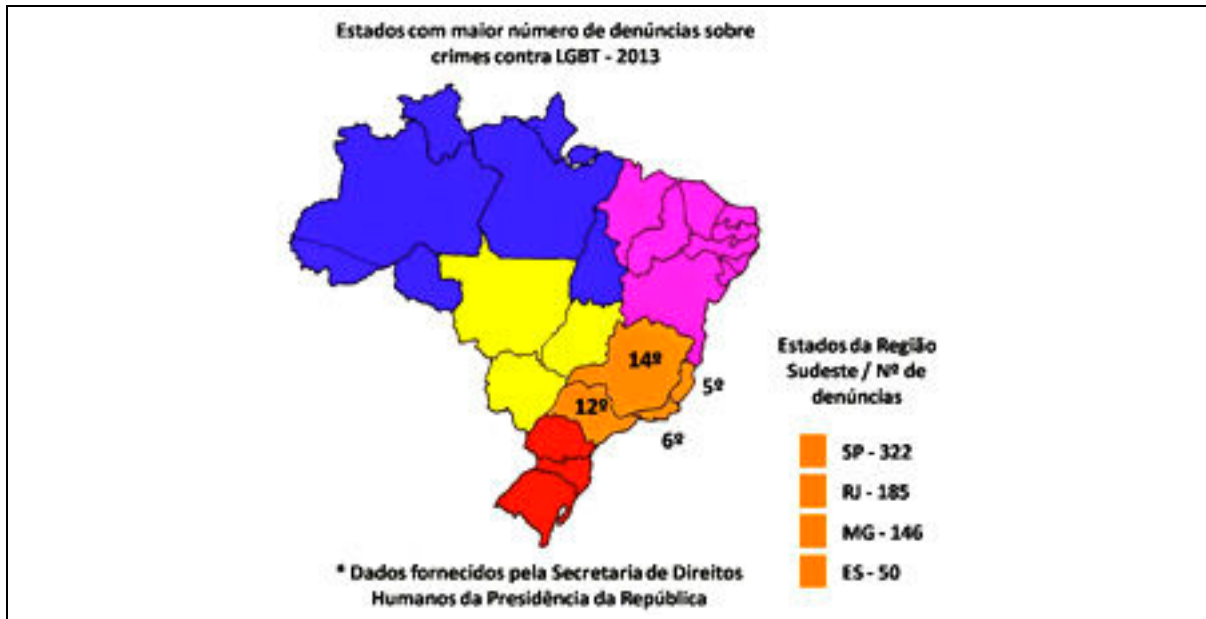 Estados com maior número de denúncias sobre
crimes contra LGBT - 2013
14º
5º
12º
6º
Estados da Região
Sudeste / Nº de
denúncias
SP - 322
RJ - 185
MG - 146
ES - 50
* Dados fornecidos pela Secretaria de Direitos
Humanos da Presidência da República